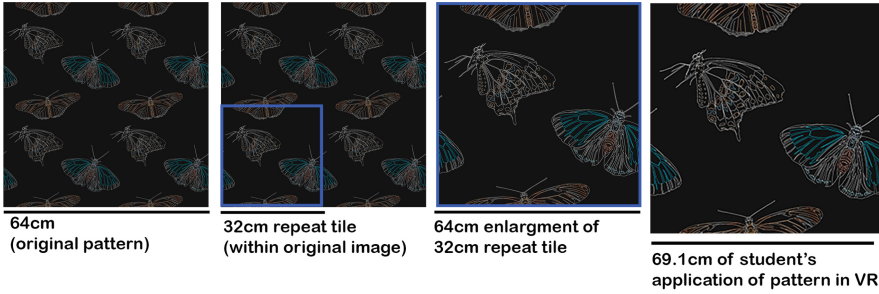 64cm
(original pattern)
32cm repeat tile
(within original image)
64cm enlargment of
32cm repeat tile
69.1cm of student's
application of pattern in VR